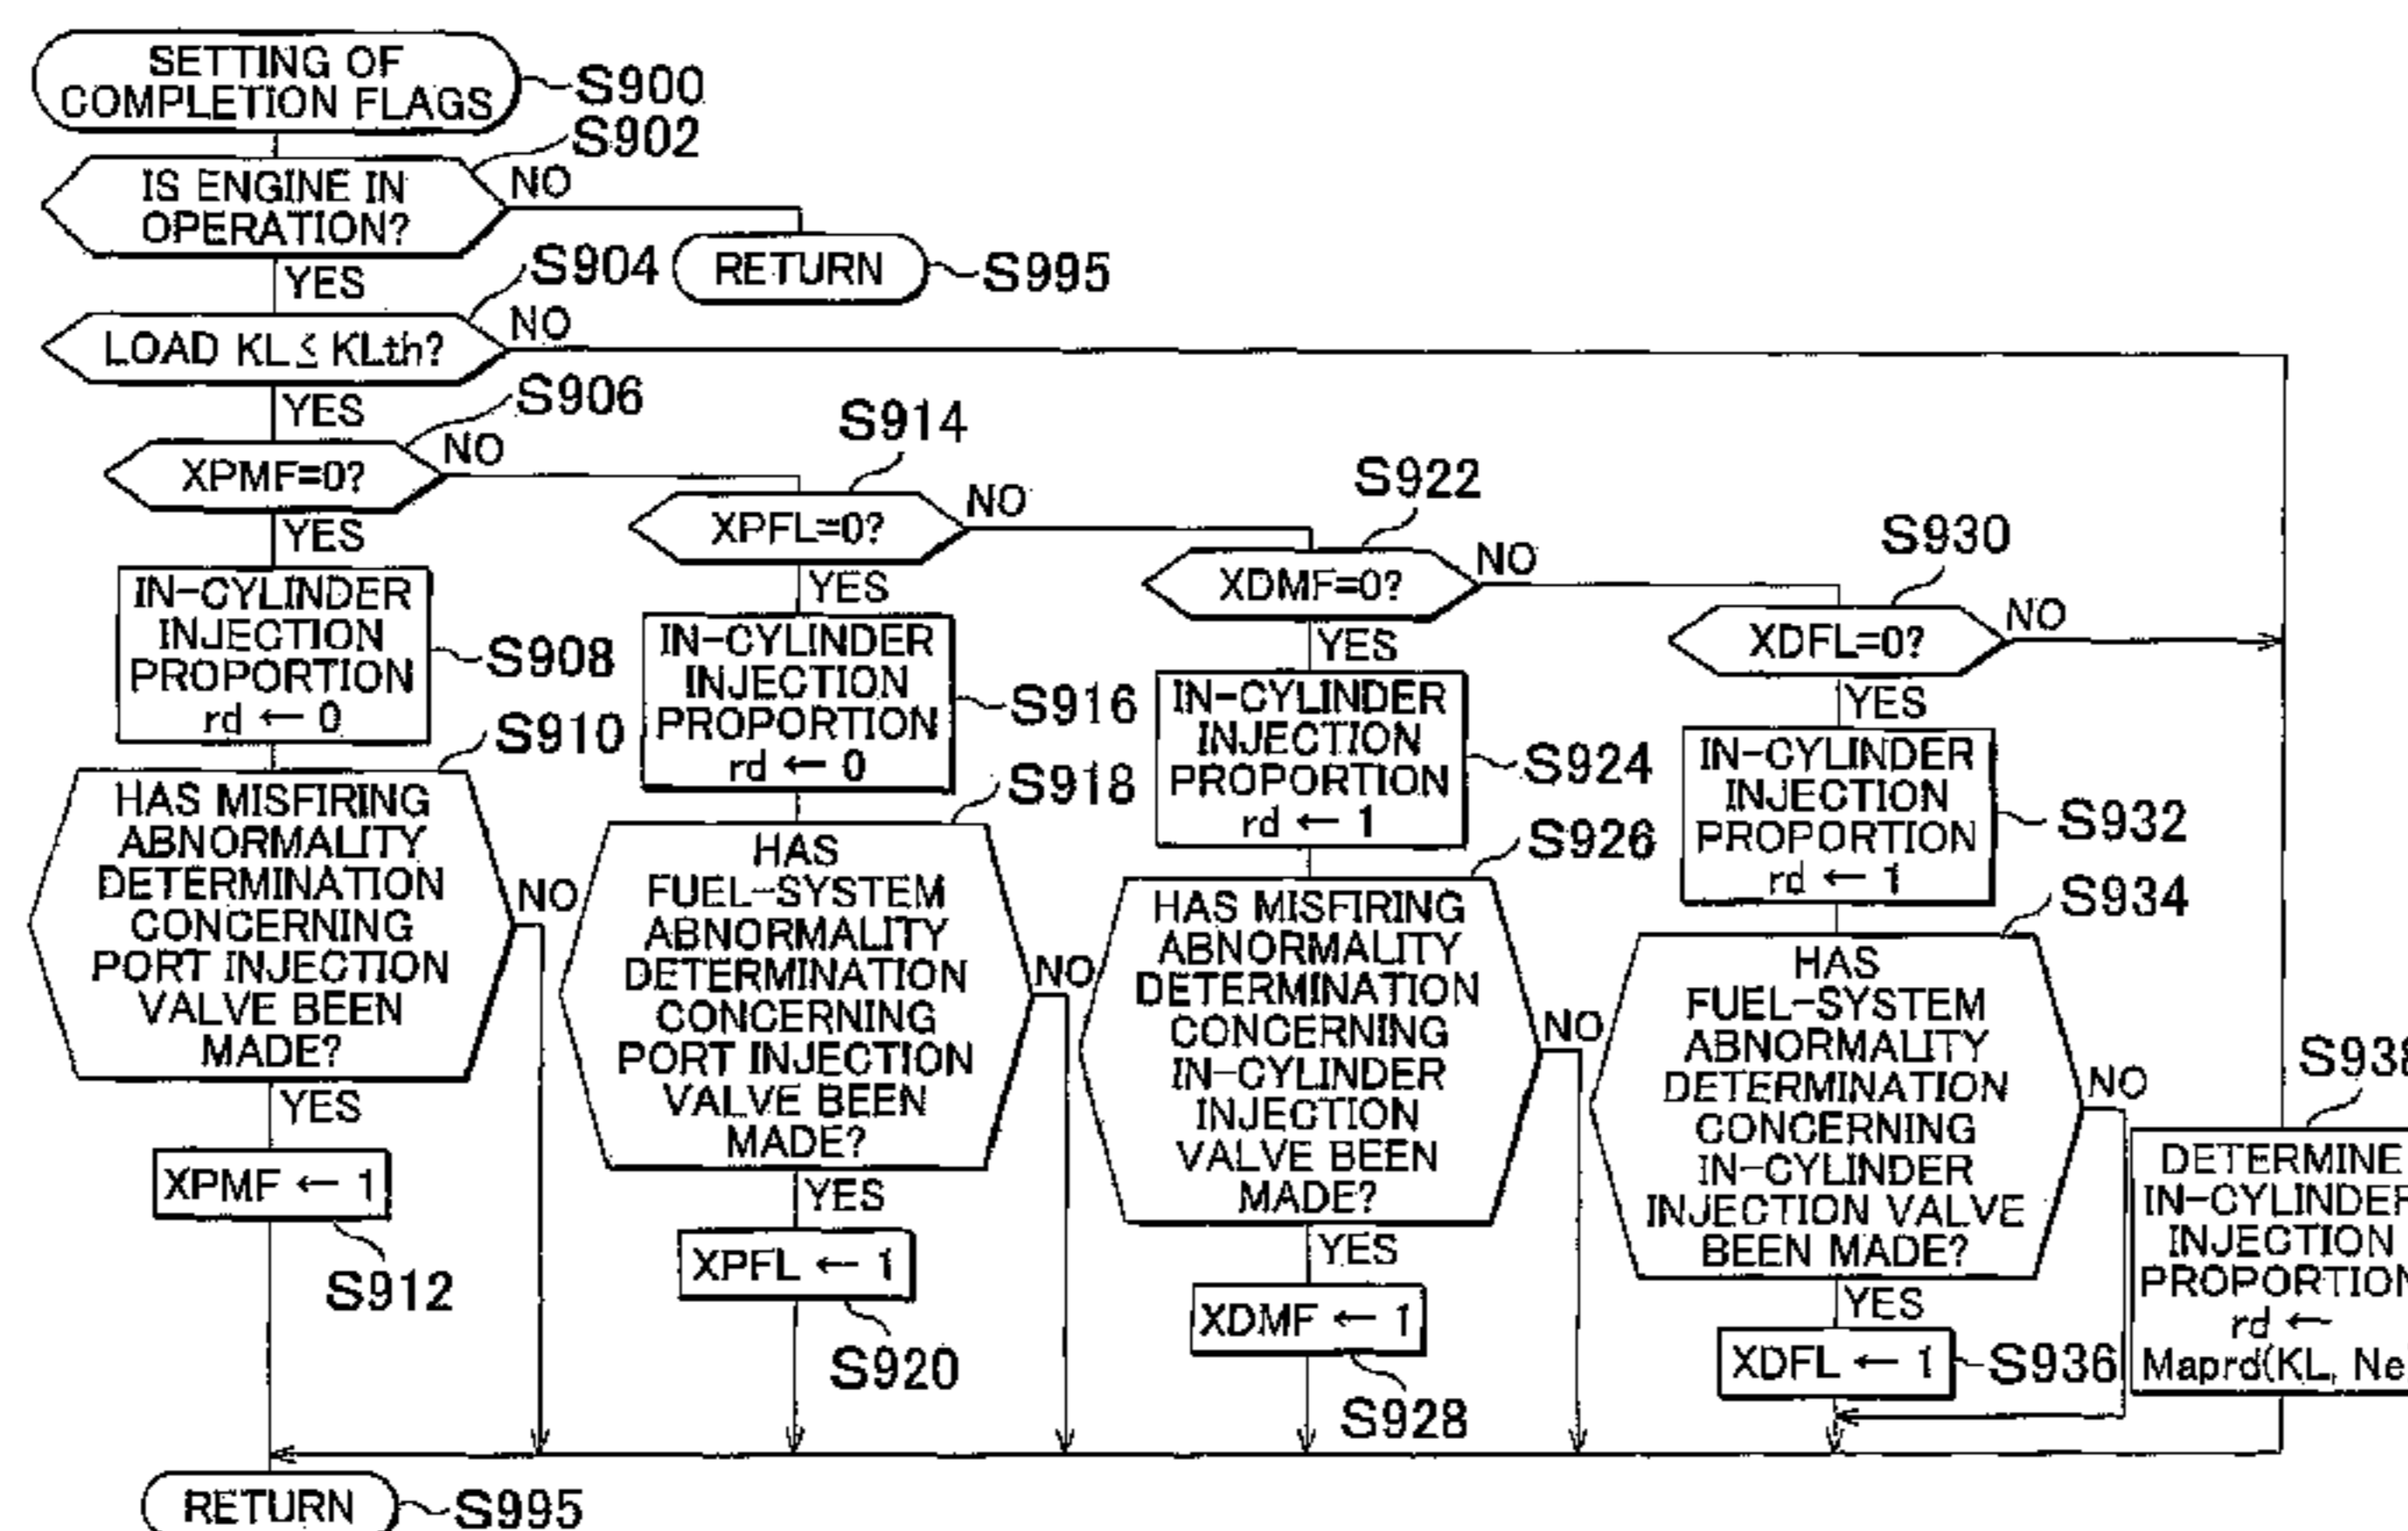 SETTING OF
COMPLETION FLAGS
S900
S902
IS ENGINE IN
OPERATION?
NO
RETURN
S995
YES
S904
LOAD KL ≤ KLth?
NO
YES
S906
XPMF=0?
NO
YES
IN-CYLINDER
INJECTION
PROPORTION
rd ← 0
S908
S910
HAS MISFIRING
ABNORMALITY
DETERMINATION
CONCERNING
PORT INJECTION
VALVE BEEN
MADE?
NO
YES
XPMF ← 1
S912
S914
XPFL=0?
NO
YES
IN-CYLINDER
INJECTION
PROPORTION
rd ← 0
S916
S918
HAS
FUEL-SYSTEM
ABNORMALITY
DETERMINATION
CONCERNING
PORT INJECTION
VALVE BEEN
MADE?
NO
YES
XPFL ← 1
S920
S922
XDMF=0?
NO
YES
IN-CYLINDER
INJECTION
PROPORTION
rd ← 1
S924
S926
HAS MISFIRING
ABNORMALITY
DETERMINATION
CONCERNING
IN-CYLINDER
INJECTION
VALVE BEEN
MADE?
NO
YES
XDMF ← 1
S928
S930
XDFL=0?
NO
YES
IN-CYLINDER
INJECTION
PROPORTION
rd ← 1
S932
S934
HAS
FUEL-SYSTEM
ABNORMALITY
DETERMINATION
CONCERNING
IN-CYLINDER
INJECTION VALVE
BEEN MADE?
NO
YES
XDFL ← 1
S936
S938
DETERMINE
IN-CYLINDER
INJECTION
PROPORTION
rd ←
Maprd(KL, Ne
RETURN
S995